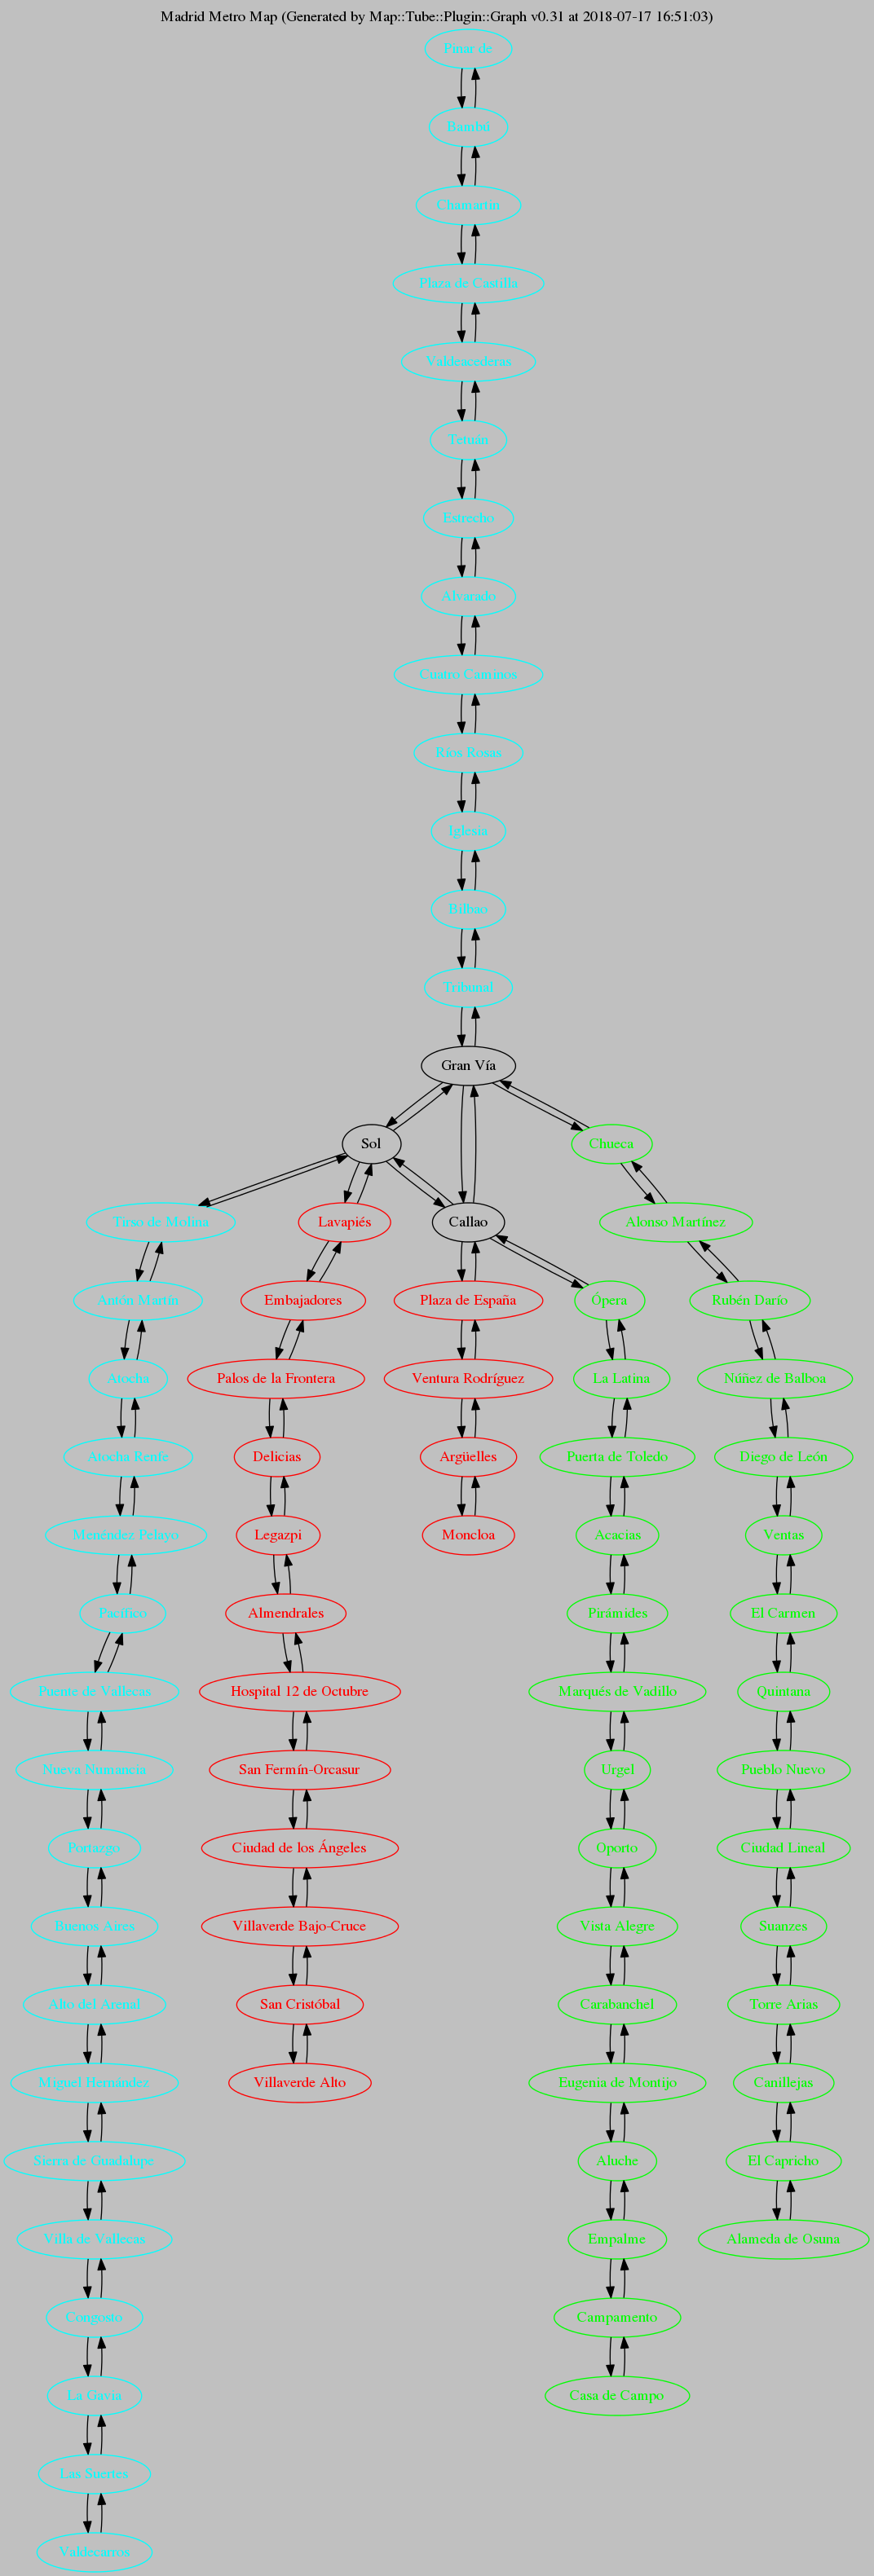 Madrid Metro Map (Generated by Map::Tube::Plugin::Graph v0.31 at 2018-07-17 16:51:03)
Pinar de
Bambú
Chamartín
Plaza de Castilla
Valdeacederas
Tetuán
Estrecho
Alvarado
Cuatro Caminos
Ríos Rosas
Iglesia
Bilbao
Tribunal
Gran Vía
Sol
Chueca
Tirso de Molina
Lavapiés
Callao
Alonso Martínez
Antón Martín
Embajadores
Plaza de España
Ópera
Rubén Darío
Atocha
Palos de la Frontera
Ventura Rodríguez
La Latina
Núñez de Balboa
Atocha Renfe
Delicias
Argüelles
Puerta de Toledo
Diego de León
Menéndez Pelayo
Legazpi
Moncloa
Acacias
Ventas
Pacífico
Almendrales
Pirámides
El Carmen
Puente de Vallecas
Hospital 12 de Octubre
Marqués de Vadillo
Quintana
Nueva Numancia
San Fermín-Orcasur
Urgel
Pueblo Nuevo
Portazgo
Ciudad de los Ángeles
Oporto
Ciudad Lineal
Buenos Aires
Villaverde Bajo-Cruce
Vista Alegre
Suanzes
Alto del Arenal
San Cristóbal
Carabanchel
Torre Arias
Miguel Hernández
Villaverde Alto
Eugenia de Montijo
Canillejas
Sierra de Guadalupe
Aluche
El Capricho
Villa de Vallecas
Empalme
Alameda de Osuna
Congosto
Campamento
La Gavia
Casa de Campo
Las Suertes
Valdecarros